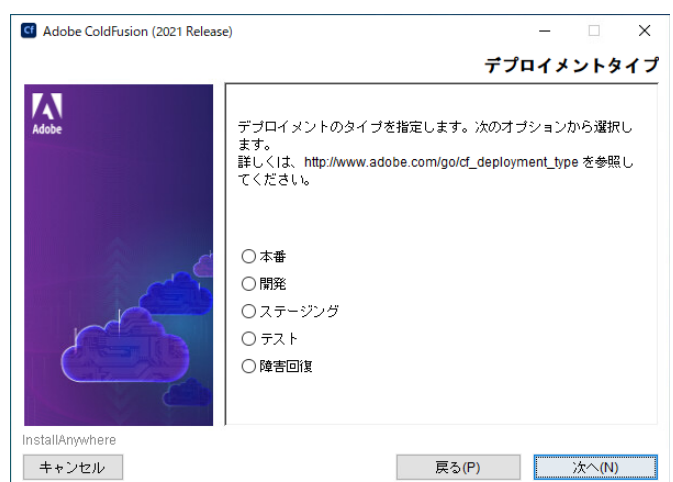 Cf Adobe ColdFusion (2021 Release)
デプロイメントタイプ
Adobe
デプロイメントのタイプを指定します。次のオプションから選択し
ます。
詳しくは、http://www.adobe.com/go/cf_deployment_type を参照し
てください。
本番
開発
ステージング
テスト
障害回復
InstallAnywhere
キャンセル
戻る(P)
次へ(N)